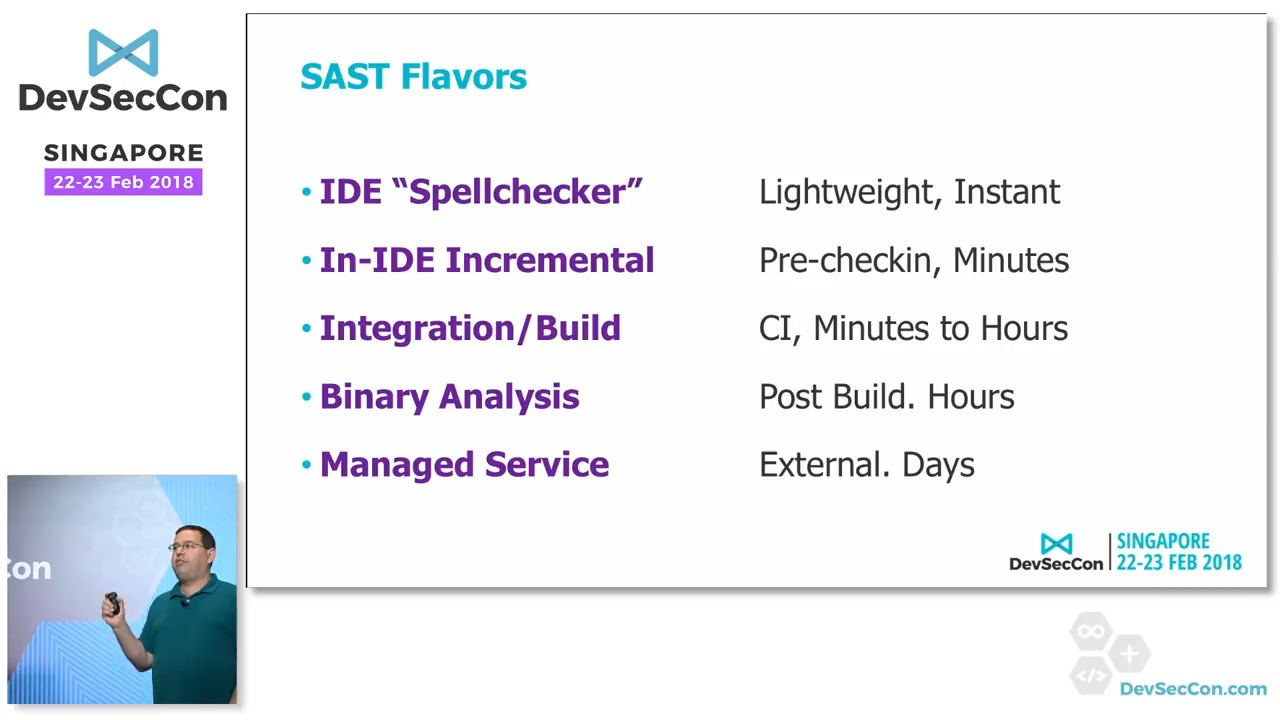 DevSecCon
SINGAPORE
22-23 Feb 2018
SAST Flavors
• IDE “Spellchecker” Lightweight, Instant
• In-IDE Incremental Pre-checkin, Minutes
• Integration/Build CI, Minutes to Hours
• Binary Analysis Post Build. Hours
• Managed Service External. Days
DevSecCon
SINGAPORE
22-23 FEB 2018
Con
DevSecCon.com